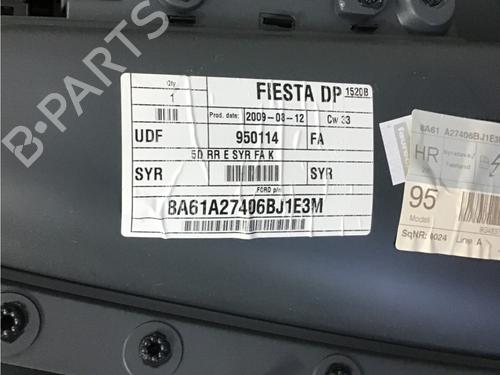 Qty
1
FIESTA DP 1520B
Prod. date: 2009-03-12 Cw 33
UDF 950114 FA
5D RR E SYR FA K
SYR SYR
FORD p/n
8A61A27406BJ1E3M
8A61 A27406BJ1E3M
HR
95
Modell
SqNR: 0024 Line A
B-PARTS